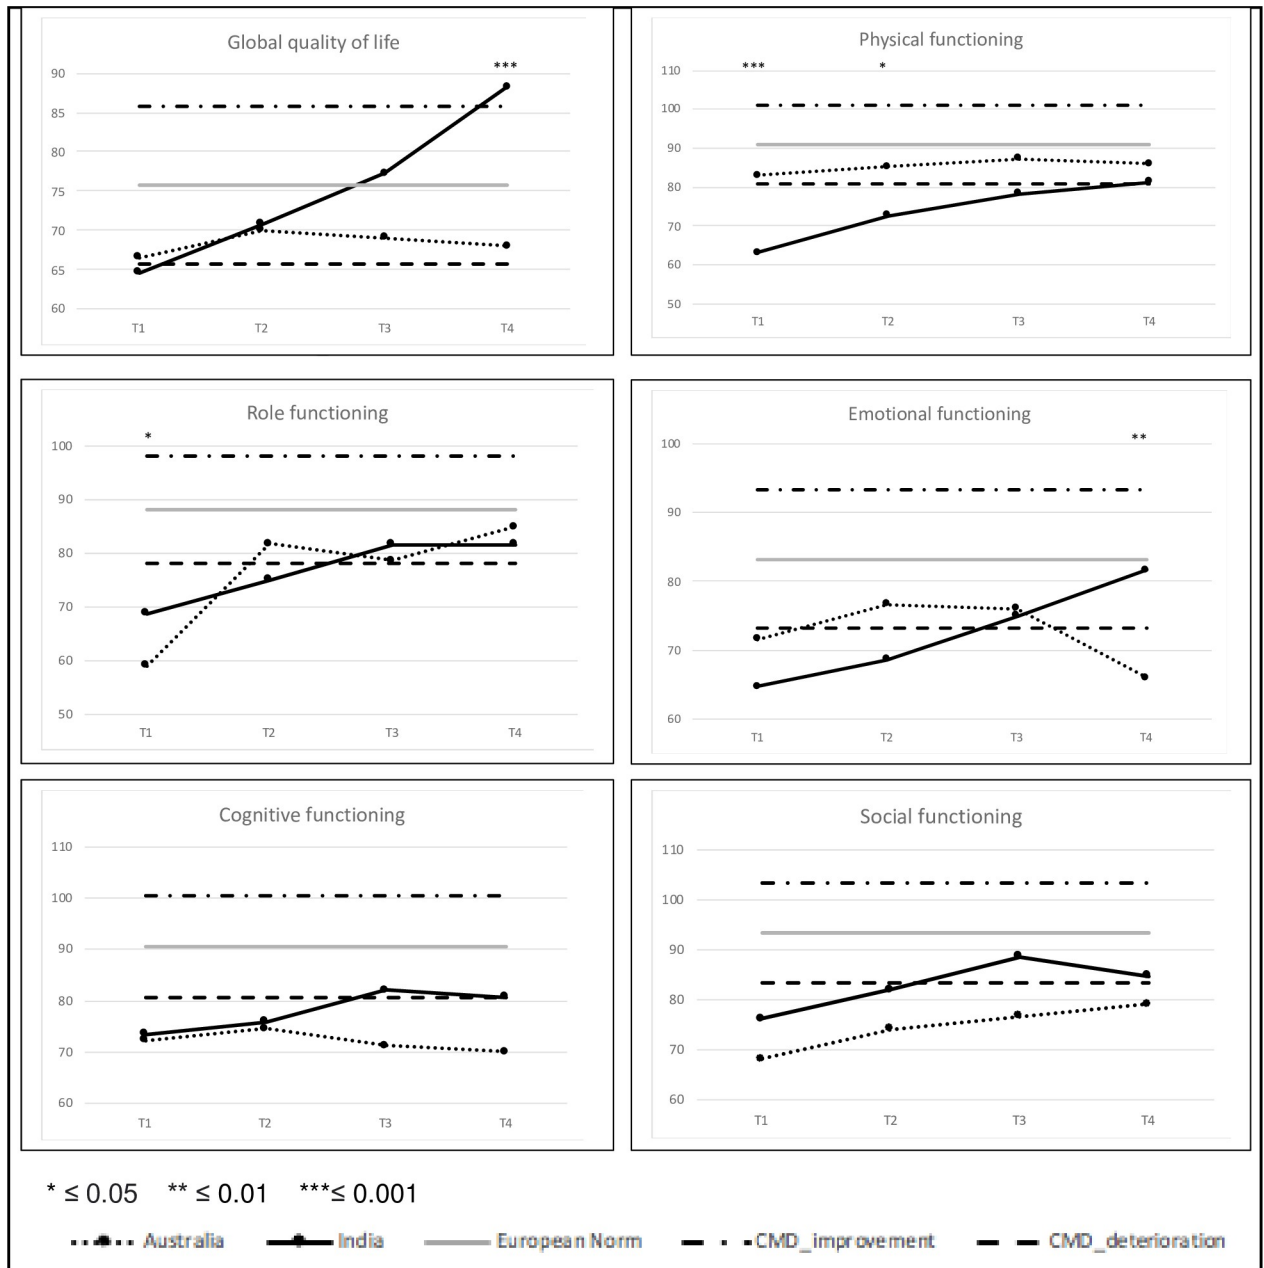 Global quality of life
***
90
85
80
75
70
65
60
T1 T2 T3 T4
Physical functioning
*** *
110
100
90
80
70
60
50
T1 T2 T3 T4
Role functioning
*
100
90
80
70
60
50
T1 T2 T3 T4
Emotional functioning
**
100
90
80
70
60
T1 T2 T3 T4
Cognitive functioning
110
100
90
80
70
60
T1 T2 T3 T4
Social functioning
110
100
90
80
70
60
T1 T2 T3 T4
* ≤ 0.05 ** ≤ 0.01 ***≤ 0.001
Australia India European Norm CMD_improvement CMD_deterioration